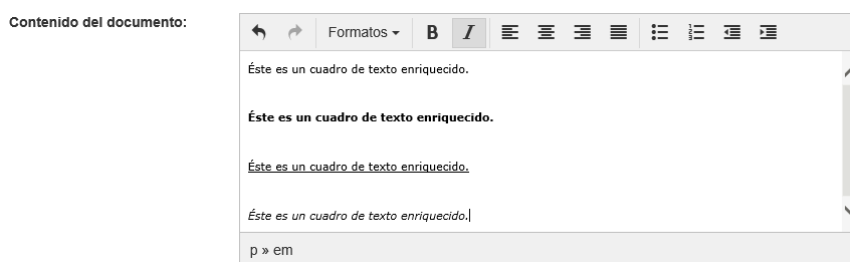 Contenido del documento:
Formatos B I
Éste es un cuadro de texto enriquecido.
Éste es un cuadro de texto enriquecido.
Éste es un cuadro de texto enriquecido.
Éste es un cuadro de texto enriquecido.
p » em